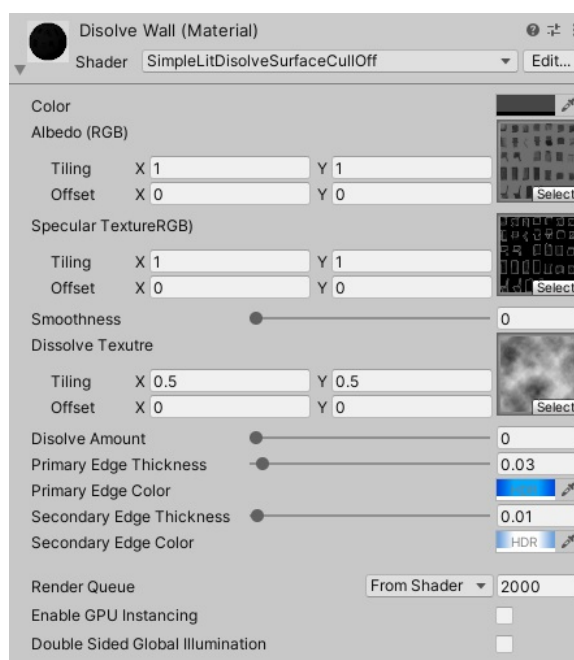 Disolve Wall (Material)
Shader SimpleLitDisolveSurfaceCullOff Edit...
Color
Albedo (RGB)
Tiling X 1 Y 1
Offset X 0 Y 0
Select
Specular TextureRGB)
Tiling X 1 Y 1
Offset X 0 Y 0
Select
Smoothness 0
Dissolve Texutre
Tiling X 0.5 Y 0.5
Offset X 0 Y 0
Select
Disolve Amount 0
Primary Edge Thickness 0.03
Primary Edge Color HDR
Secondary Edge Thickness 0.01
Secondary Edge Color HDR
Render Queue From Shader 2000
Enable GPU Instancing
Double Sided Global Illumination